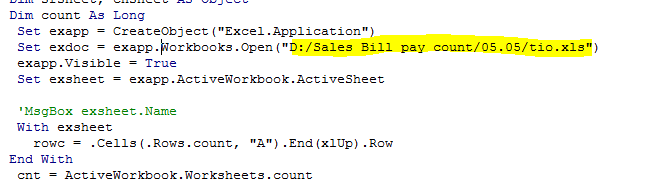 Dim srsheet, chsheet As Object
Dim count As Long
Set exapp = CreateObject("Excel.Application")
Set exdoc = exapp.Workbooks.Open("D:/Sales Bill pay count/05.05/tio.xls")
exapp.Visible = True
Set exsheet = exapp.ActiveWorkbook.ActiveSheet
'MsgBox exsheet.Name
With exsheet
rowc = .Cells(.Rows.count, "A").End(xlUp).Row
End With
cnt = ActiveWorkbook.Worksheets.count